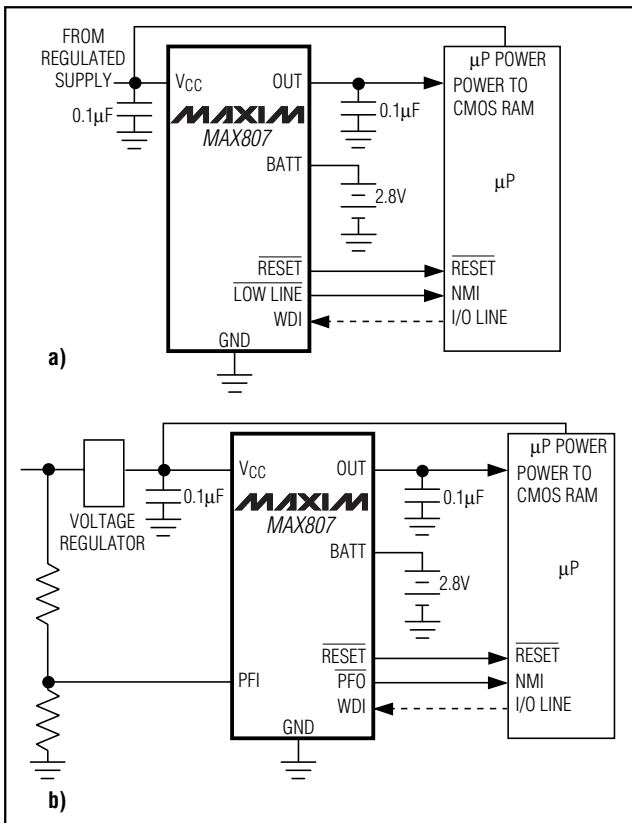 FROM
REGULATED
SUPPLY
0.1µF
VCC
OUT
MAXIM
MAX807
0.1µF
BATT
2.8V
RESET
LOW LINE
WDI
GND
µP POWER
POWER TO
CMOS RAM
µP
RESET
NMI
I/O LINE
a)
VOLTAGE
REGULATOR
0.1µF
VCC
OUT
MAXIM
MAX807
0.1µF
BATT
2.8V
PFI
RESET
PFO
WDI
GND
µP POWER
POWER TO
CMOS RAM
µP
RESET
NMI
I/O LINE
b)